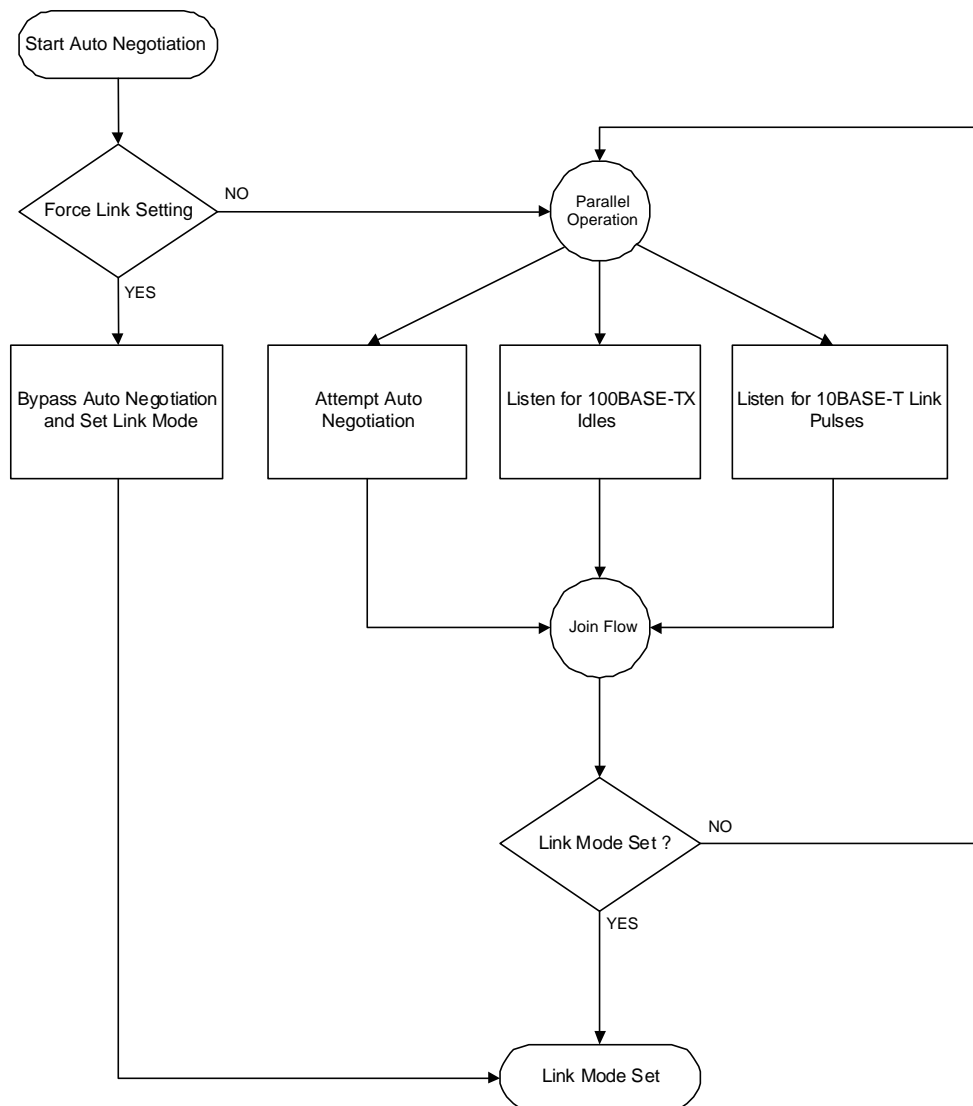 Start Auto Negotiation
Force Link Setting
NO
YES
Parallel
Operation
Bypass Auto Negotiation
and Set Link Mode
Attempt Auto
Negotiation
Listen for 100BASE-TX
Idles
Listen for 10BASE-T Link
Pulses
Join Flow
Link Mode Set ?
NO
YES
Link Mode Set